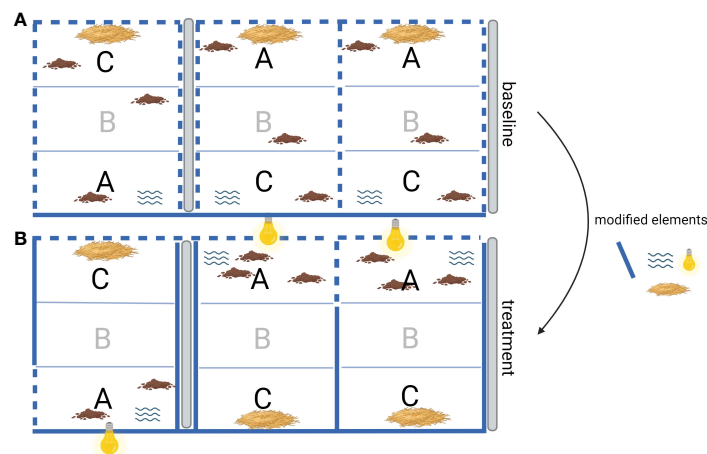 A
C A A
B B B
A C C
baseline
modified elements
B
C A A
B B B
A C C
treatment